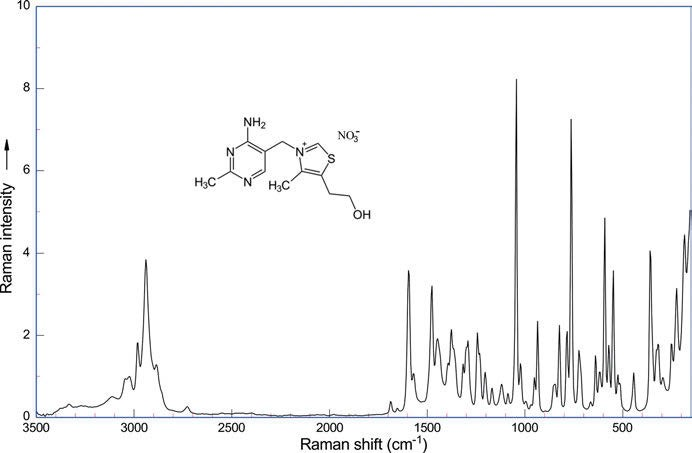 10
8
6
4
2
0
Raman intensity
NH₂
NO₃⁻
N
N⁺
S
H₃C
N
H₃C
OH
3500 3000 2500 2000 1500 1000 500
Raman shift (cm⁻¹)